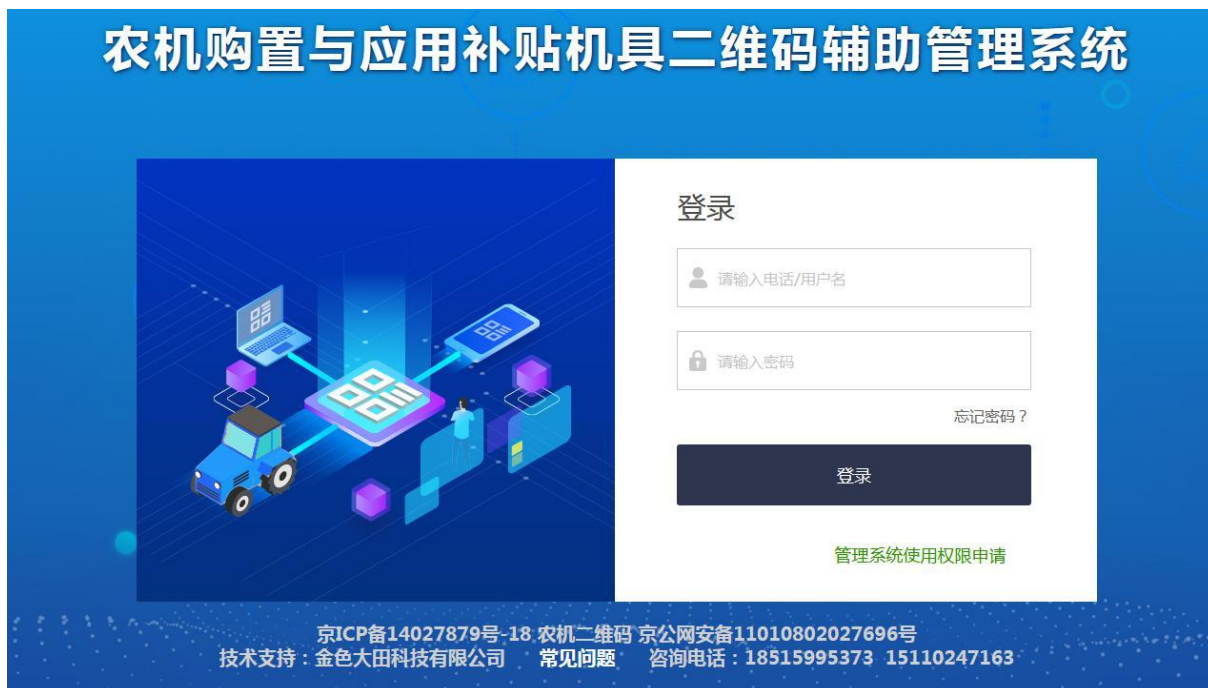 农机购置与应用补贴机具二维码辅助管理系统
登录
请输入电话/用户名
请输入密码
忘记密码？
登录
管理系统使用权限申请
京ICP备14027879号-18 农机二维码 京公网安备11010802027696号
技术支持：金色大田科技有限公司 常见问题 咨询电话：18515995373 15110247163